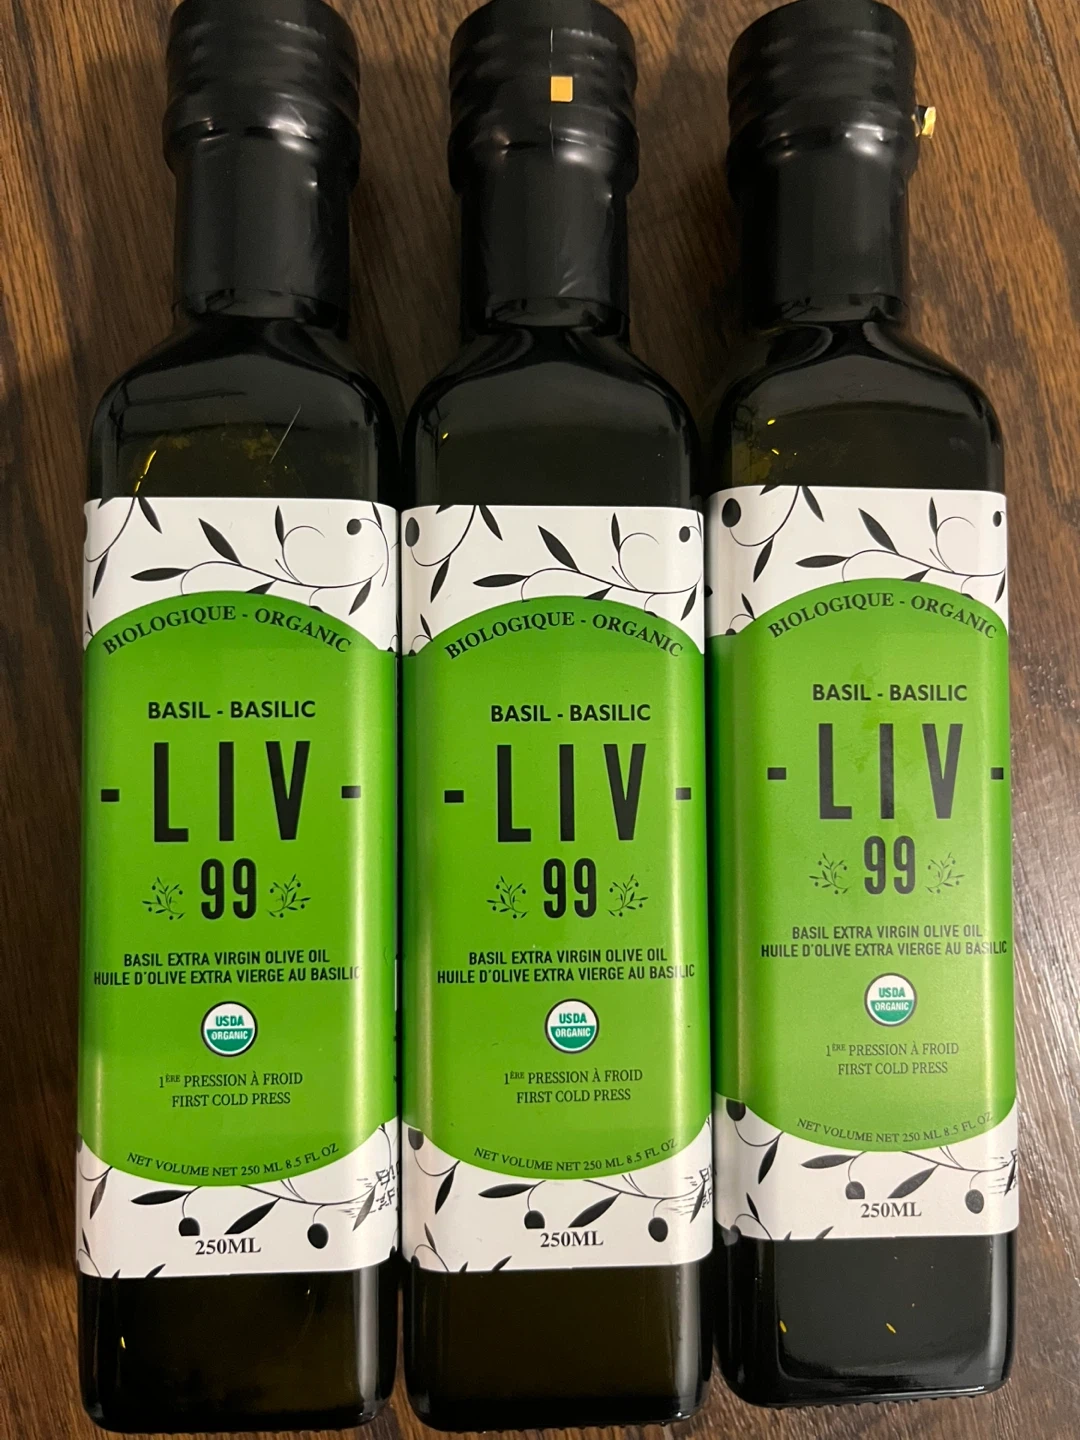 BIOLOGIQUE - ORGANIC
BASIL - BASILIC
- LIV -
99
BASIL EXTRA VIRGIN OLIVE OIL
HUILE D'OLIVE EXTRA VIERGE AU BASILIC
USDA
ORGANIC
1ÈRE PRESSION À FROID
FIRST COLD PRESS
NET VOLUME NET 250 ML 8.5 FL OZ
250ML
BIOLOGIQUE - ORGANIC
BASIL - BASILIC
- LIV -
99
BASIL EXTRA VIRGIN OLIVE OIL
HUILE D'OLIVE EXTRA VIERGE AU BASILIC
USDA
ORGANIC
1ÈRE PRESSION À FROID
FIRST COLD PRESS
NET VOLUME NET 250 ML 8.5 FL OZ
250ML
BIOLOGIQUE - ORGANIC
BASIL - BASILIC
- LIV -
99
BASIL EXTRA VIRGIN OLIVE OIL
HUILE D'OLIVE EXTRA VIERGE AU BASILIC
USDA
ORGANIC
1ÈRE PRESSION À FROID
FIRST COLD PRESS
NET VOLUME NET 250 ML 8.5 FL OZ
250ML